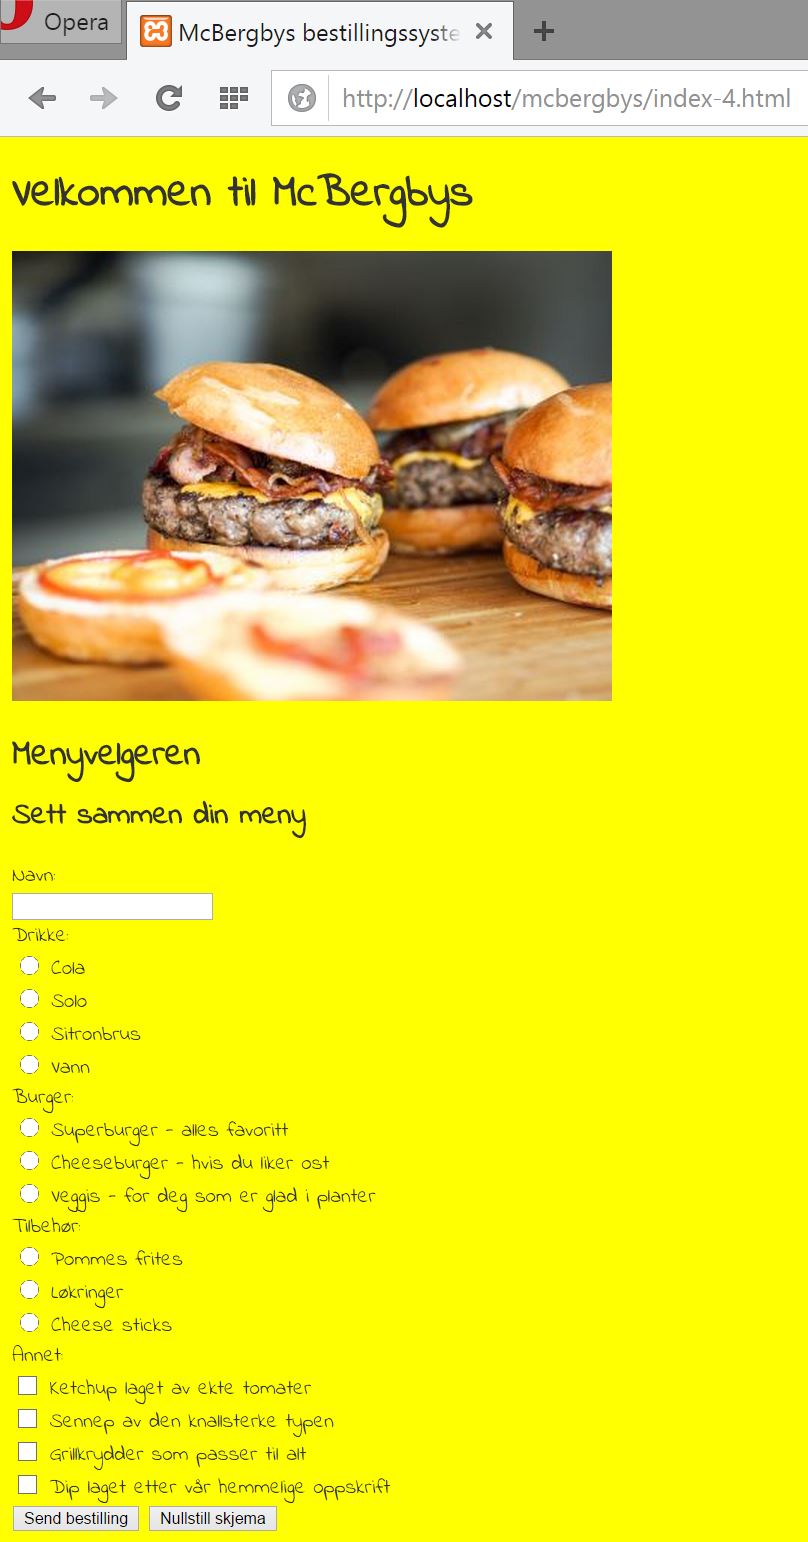 Opera
McBergbys bestillingssyste
http://localhost/mcbergbys/index-4.html
Velkommen til McBergbys
Menyvelgeren
Sett sammen din meny
Navn:
Drikke:
Cola
Solo
Sitronbrus
Vann
Burger:
Superburger - alles favoritt
Cheeseburger - hvis du liker ost
Veggis - for deg som er glad i planter
Tilbehør:
Pommes frites
Løkringer
Cheese sticks
Annet:
Ketchup laget av ekte tomater
Sennep av den knallsterke typen
Grillkrydder som passer til alt
Dip laget etter vår hemmelige oppskrift
Send bestilling Nullstill skjema